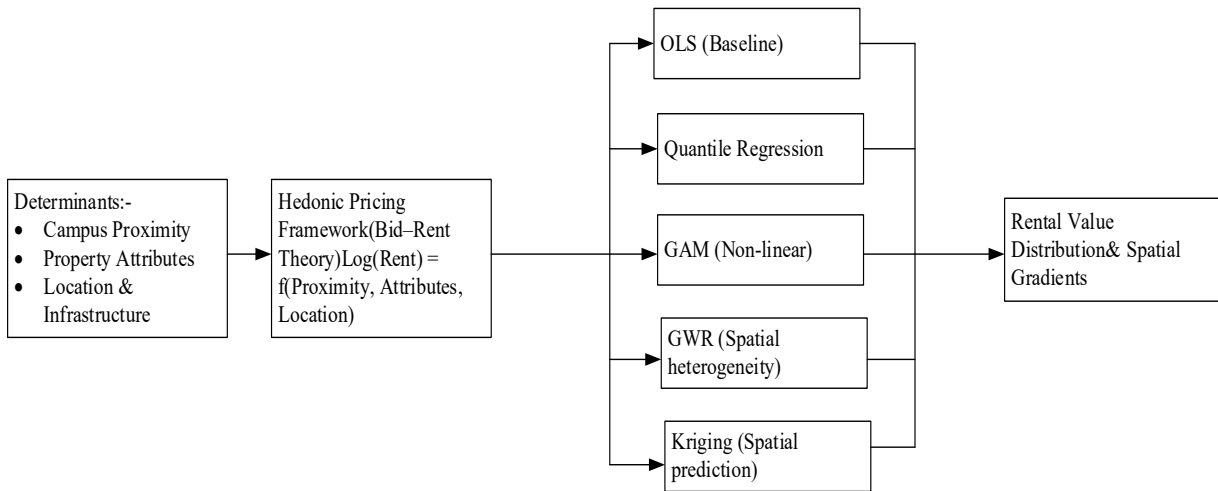 Determinants:-
• Campus Proximity
• Property Attributes
• Location &
Infrastructure
Hedonic Pricing
Framework(Bid–Rent
Theory)Log(Rent) =
f(Proximity, Attributes,
Location)
OLS (Baseline)
Quantile Regression
GAM (Non-linear)
GWR (Spatial
heterogeneity)
Kriging (Spatial
prediction)
Rental Value
Distribution& Spatial
Gradients